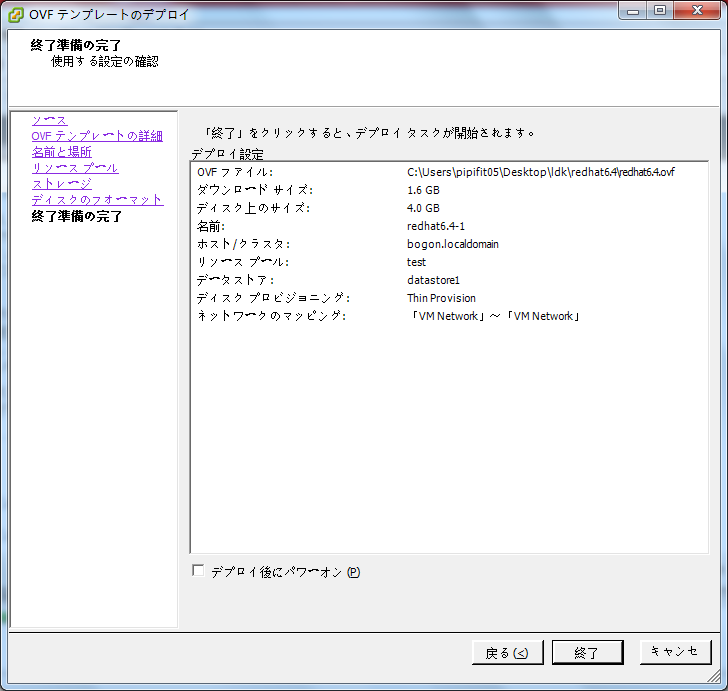 OVF テンプレートのデプロイ
終了準備の完了
使用する設定の確認
ソース
OVF テンプレートの詳細
名前と場所
リソース プール
ストレージ
ディスクのフォーマット
終了準備の完了
「終了」をクリックすると、デプロイ タスクが開始されます。
デプロイ設定
OVF ファイル: C:\Users\pipifit05\Desktop\ldk\redhat6.4\redhat6.4.ovf
ダウンロード サイズ: 1.6 GB
ディスク上のサイズ: 4.0 GB
名前: redhat6.4-1
ホスト/クラスタ: bogon.localdomain
リソース プール: test
データストア: datastore1
ディスク プロビジョニング: Thin Provision
ネットワークのマッピング: 「VM Network」～「VM Network」
デプロイ後にパワーオン (P)
戻る(<) 終了 キャンセ